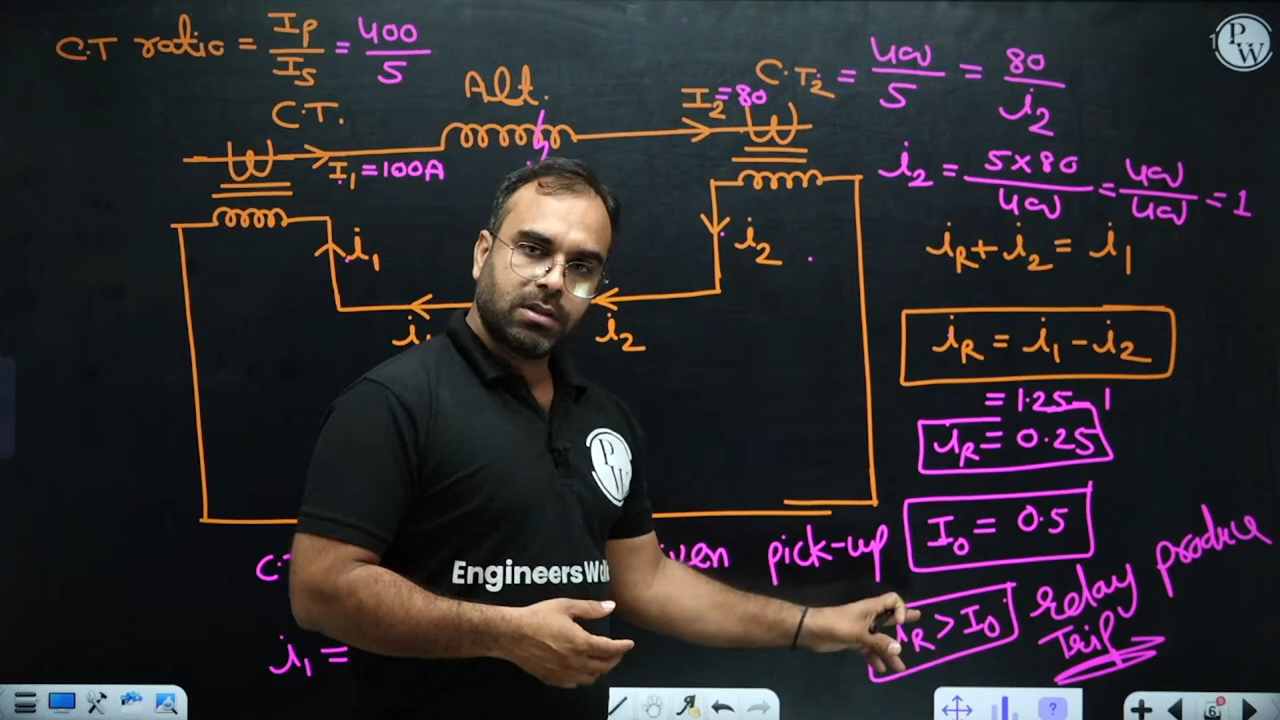 C.T ratio = Ip/Is = 400/5
Alt.
C.T.
I₁ = 100A
I₂ = 80
C.T₂ = 400/5 = 80/i₂
i₂ = 5×80/400 = 400/400 = 1
i₁
i₂
i₂
iR + i₂ = i₁
iR = i₁ - i₂
= 1.25 - 1
iR = 0.25
pick-up I₀ = 0.5
iR > I₀ relay produce
Trip
i₁ =
PW
PW
6